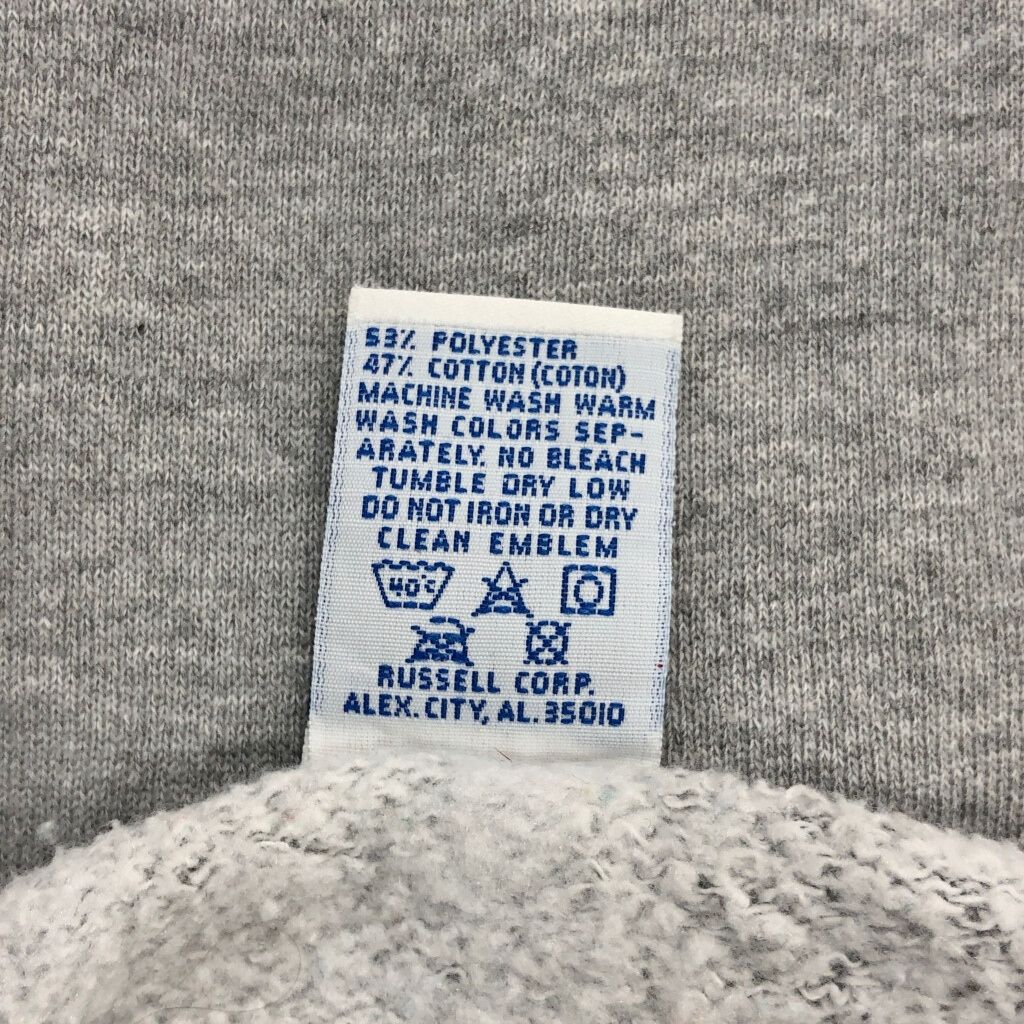 53% POLYESTER
47% COTTON (COTON)
MACHINE WASH WARM
WASH COLORS SEP-
ARATELY. NO BLEACH
TUMBLE DRY LOW
DO NOT IRON OR DRY
CLEAN EMBLEM
40°C
RUSSELL CORP.
ALEX. CITY, AL. 35010